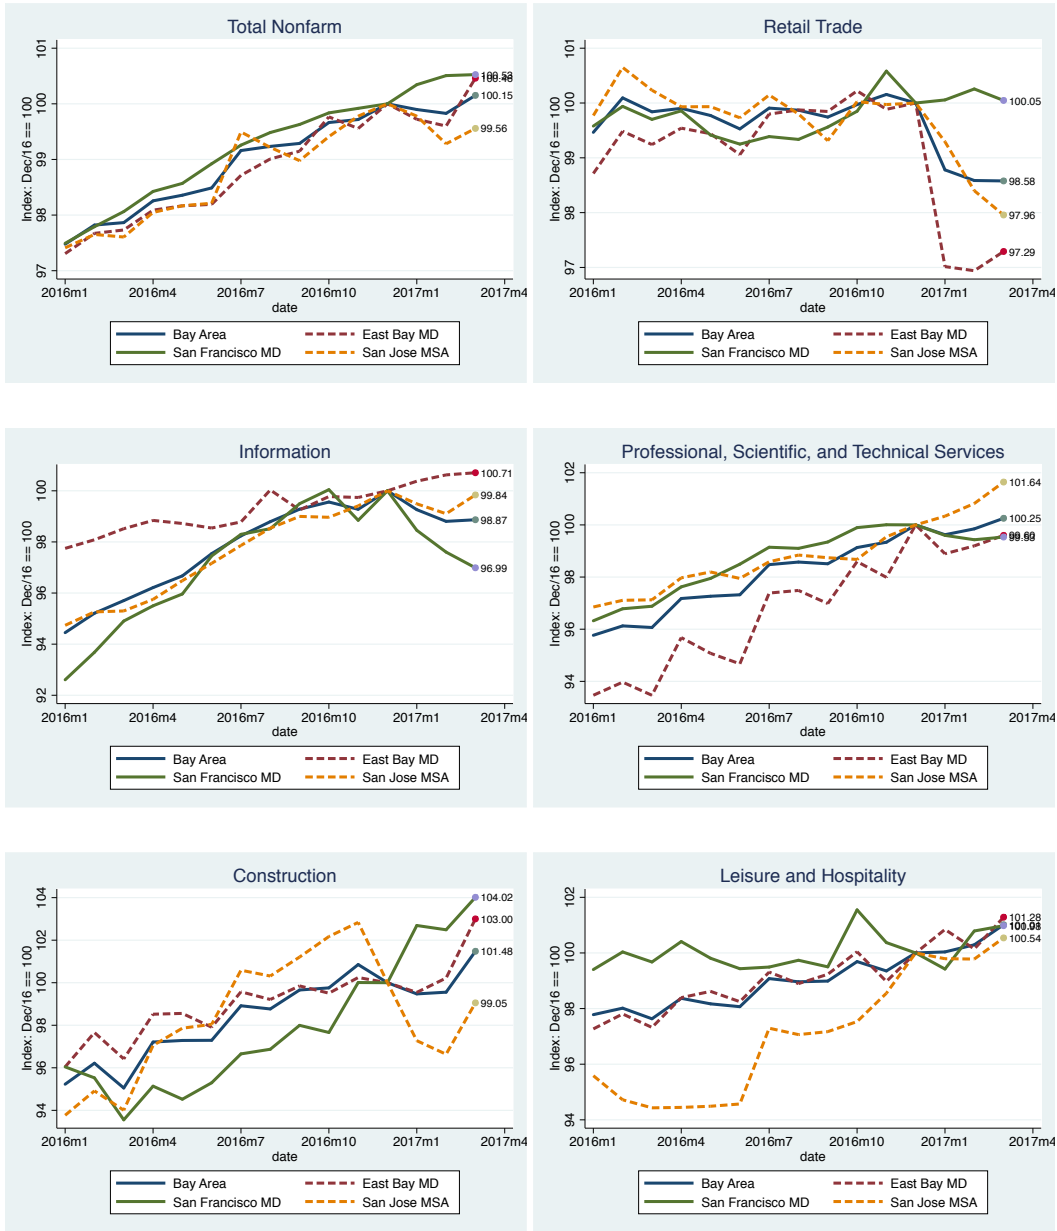 Total Nonfarm
Index: Dec/16 == 100
101
100
99
98
97
100.53
100.15
99.56
2016m1 2016m4 2016m7 2016m10 2017m1 2017m4
date
Bay Area East Bay MD
San Francisco MD San Jose MSA
Retail Trade
Index: Dec/16 == 100
101
100
99
98
97
100.05
98.58
97.96
97.29
2016m1 2016m4 2016m7 2016m10 2017m1 2017m4
date
Bay Area East Bay MD
San Francisco MD San Jose MSA
Information
Index: Dec/16 == 100
100
98
96
94
92
100.71
99.84
98.87
96.99
2016m1 2016m4 2016m7 2016m10 2017m1 2017m4
date
Bay Area East Bay MD
San Francisco MD San Jose MSA
Professional, Scientific, and Technical Services
Index: Dec/16 == 100
102
100
98
96
94
101.64
100.25
2016m1 2016m4 2016m7 2016m10 2017m1 2017m4
date
Bay Area East Bay MD
San Francisco MD San Jose MSA
Construction
Index: Dec/16 == 100
104
102
100
98
96
94
104.02
103.00
101.48
99.05
2016m1 2016m4 2016m7 2016m10 2017m1 2017m4
date
Bay Area East Bay MD
San Francisco MD San Jose MSA
Leisure and Hospitality
Index: Dec/16 == 100
102
100
98
96
94
101.28
100.54
2016m1 2016m4 2016m7 2016m10 2017m1 2017m4
date
Bay Area East Bay MD
San Francisco MD San Jose MSA